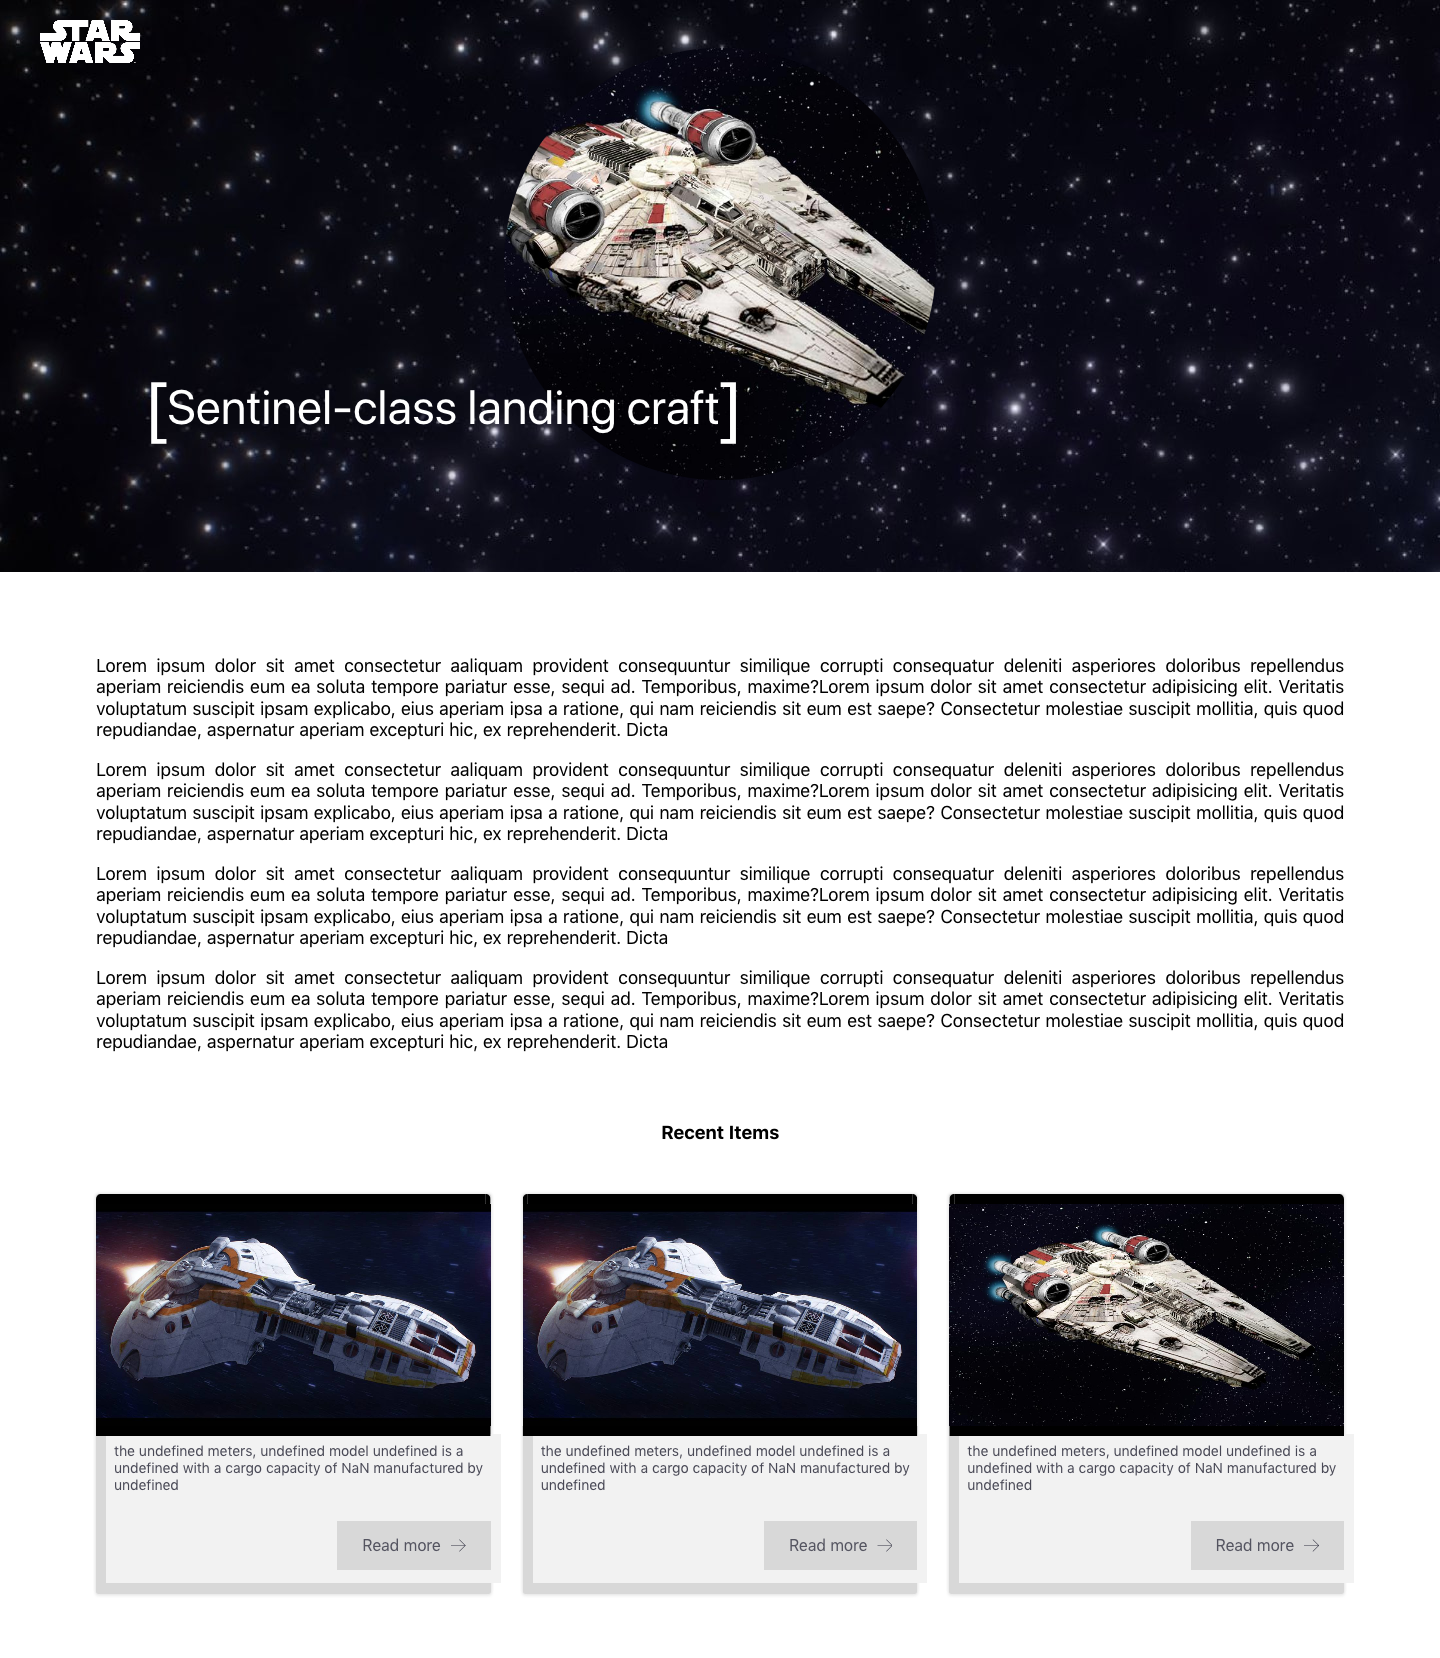 STAR
WARS
[Sentinel-class landing craft]
Lorem ipsum dolor sit amet consectetur aaliquam provident consequuntur similique corrupti consequatur deleniti asperiores doloribus repellendus
aperiam reiciendis eum ea soluta tempore pariatur esse, sequi ad. Temporibus, maxime?Lorem ipsum dolor sit amet consectetur adipisicing elit. Veritatis
voluptatum suscipit ipsam explicabo, eius aperiam ipsa a ratione, qui nam reiciendis sit eum est saepe? Consectetur molestiae suscipit mollitia, quis quod
repudiandae, aspernatur aperiam excepturi hic, ex reprehenderit. Dicta
Lorem ipsum dolor sit amet consectetur aaliquam provident consequuntur similique corrupti consequatur deleniti asperiores doloribus repellendus
aperiam reiciendis eum ea soluta tempore pariatur esse, sequi ad. Temporibus, maxime?Lorem ipsum dolor sit amet consectetur adipisicing elit. Veritatis
voluptatum suscipit ipsam explicabo, eius aperiam ipsa a ratione, qui nam reiciendis sit eum est saepe? Consectetur molestiae suscipit mollitia, quis quod
repudiandae, aspernatur aperiam excepturi hic, ex reprehenderit. Dicta
Lorem ipsum dolor sit amet consectetur aaliquam provident consequuntur similique corrupti consequatur deleniti asperiores doloribus repellendus
aperiam reiciendis eum ea soluta tempore pariatur esse, sequi ad. Temporibus, maxime?Lorem ipsum dolor sit amet consectetur adipisicing elit. Veritatis
voluptatum suscipit ipsam explicabo, eius aperiam ipsa a ratione, qui nam reiciendis sit eum est saepe? Consectetur molestiae suscipit mollitia, quis quod
repudiandae, aspernatur aperiam excepturi hic, ex reprehenderit. Dicta
Lorem ipsum dolor sit amet consectetur aaliquam provident consequuntur similique corrupti consequatur deleniti asperiores doloribus repellendus
aperiam reiciendis eum ea soluta tempore pariatur esse, sequi ad. Temporibus, maxime?Lorem ipsum dolor sit amet consectetur adipisicing elit. Veritatis
voluptatum suscipit ipsam explicabo, eius aperiam ipsa a ratione, qui nam reiciendis sit eum est saepe? Consectetur molestiae suscipit mollitia, quis quod
repudiandae, aspernatur aperiam excepturi hic, ex reprehenderit. Dicta
Recent Items
the undefined meters, undefined model undefined is a
undefined with a cargo capacity of NaN manufactured by
undefined
Read more →
the undefined meters, undefined model undefined is a
undefined with a cargo capacity of NaN manufactured by
undefined
Read more →
the undefined meters, undefined model undefined is a
undefined with a cargo capacity of NaN manufactured by
undefined
Read more →